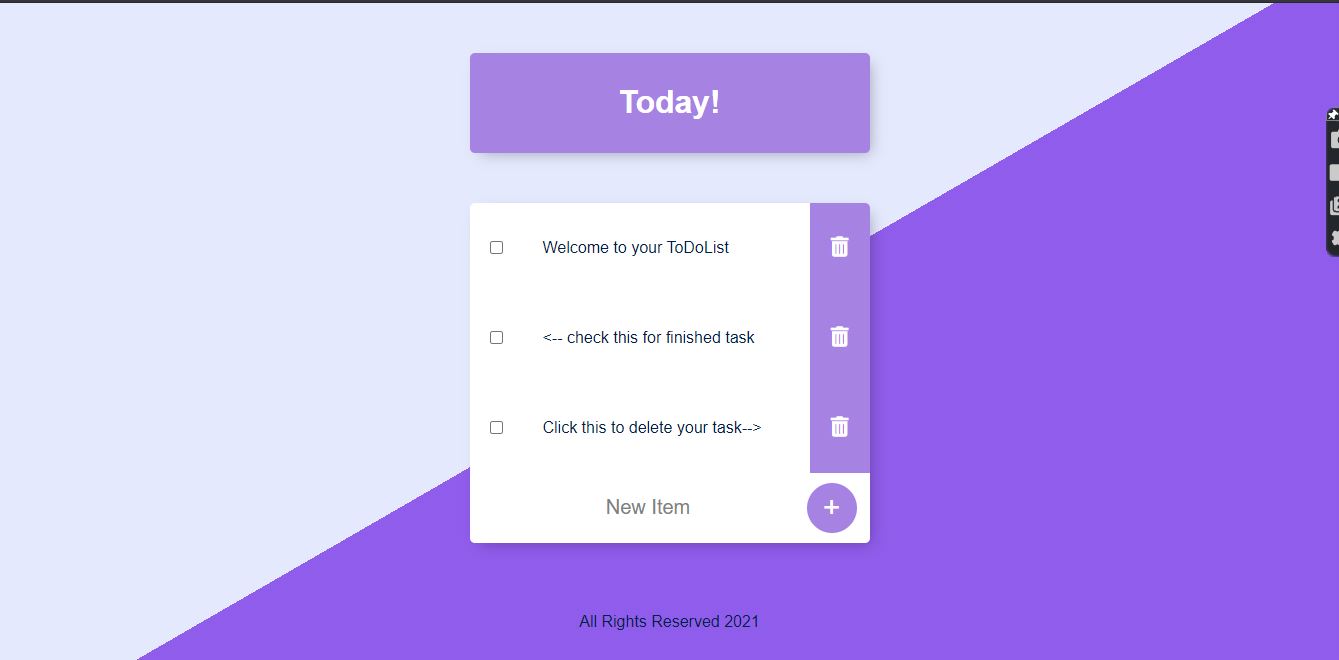 Today!
Welcome to your ToDoList
<-- check this for finished task
Click this to delete your task-->
New Item
+
All Rights Reserved 2021